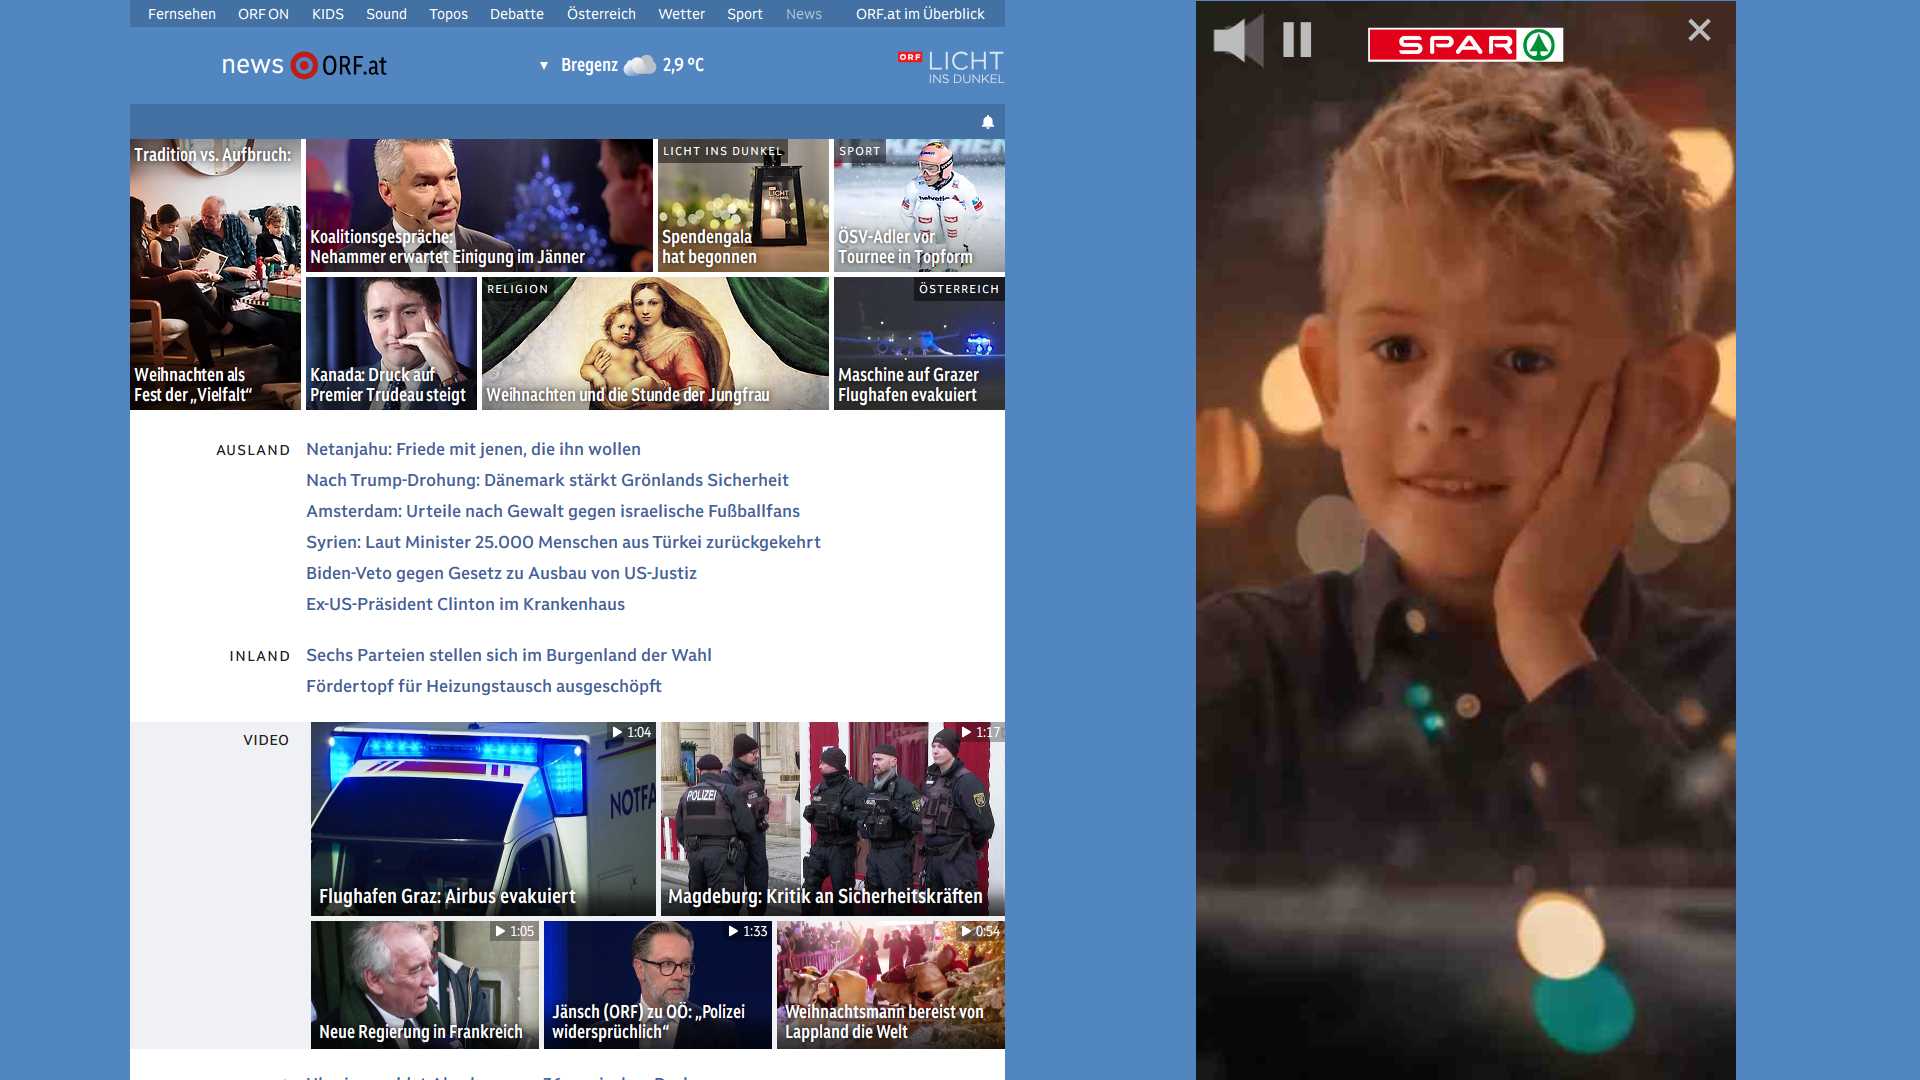 Fernsehen ORF ON KIDS Sound Topos Debatte Österreich Wetter Sport News ORF.at im Überblick
news ORF.at
Bregenz 2,9 °C
ORF LICHT
INS DUNKEL
Tradition vs. Aufbruch:
Weihnachten als
Fest der „Vielfalt“
Koalitionsgespräche:
Nehammer erwartet Einigung im Jänner
LICHT INS DUNKEL
LICHT
Spendengala
hat begonnen
SPORT
helvetia
ÖSV-Adler vor
Tournee in Topform
Kanada: Druck auf
Premier Trudeau steigt
RELIGION
Weihnachten und die Stunde der Jungfrau
ÖSTERREICH
Maschine auf Grazer
Flughafen evakuiert
AUSLAND
Netanjahu: Friede mit jenen, die ihn wollen
Nach Trump-Drohung: Dänemark stärkt Grönlands Sicherheit
Amsterdam: Urteile nach Gewalt gegen israelische Fußballfans
Syrien: Laut Minister 25.000 Menschen aus Türkei zurückgekehrt
Biden-Veto gegen Gesetz zu Ausbau von US-Justiz
Ex-US-Präsident Clinton im Krankenhaus
INLAND
Sechs Parteien stellen sich im Burgenland der Wahl
Fördertopf für Heizungstausch ausgeschöpft
VIDEO
1:04
NOTFA
Flughafen Graz: Airbus evakuiert
1:17
POLIZEI
Magdeburg: Kritik an Sicherheitskräften
1:05
Neue Regierung in Frankreich
1:33
Jänsch (ORF) zu OÖ: „Polizei
widersprüchlich“
0:54
Weihnachtsmann bereist von
Lappland die Welt
SPAR